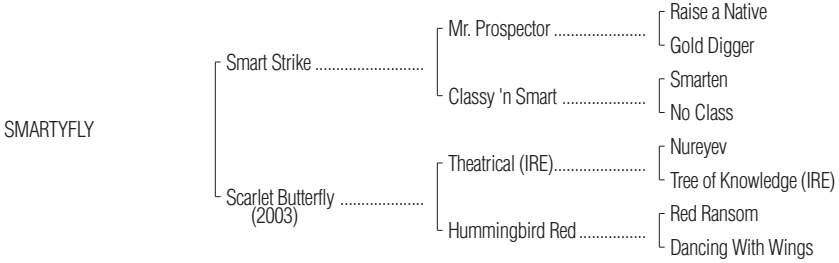 Raise a Native
Mr. Prospector ......................
Gold Digger
Smart Strike ..........................
Smarten
Classy 'n Smart ....................
No Class
SMARTYFLY
Nureyev
Theatrical (IRE)......................
Tree of Knowledge (IRE)
Scarlet Butterfly ....................
(2003)
Red Ransom
Hummingbird Red ................
Dancing With Wings